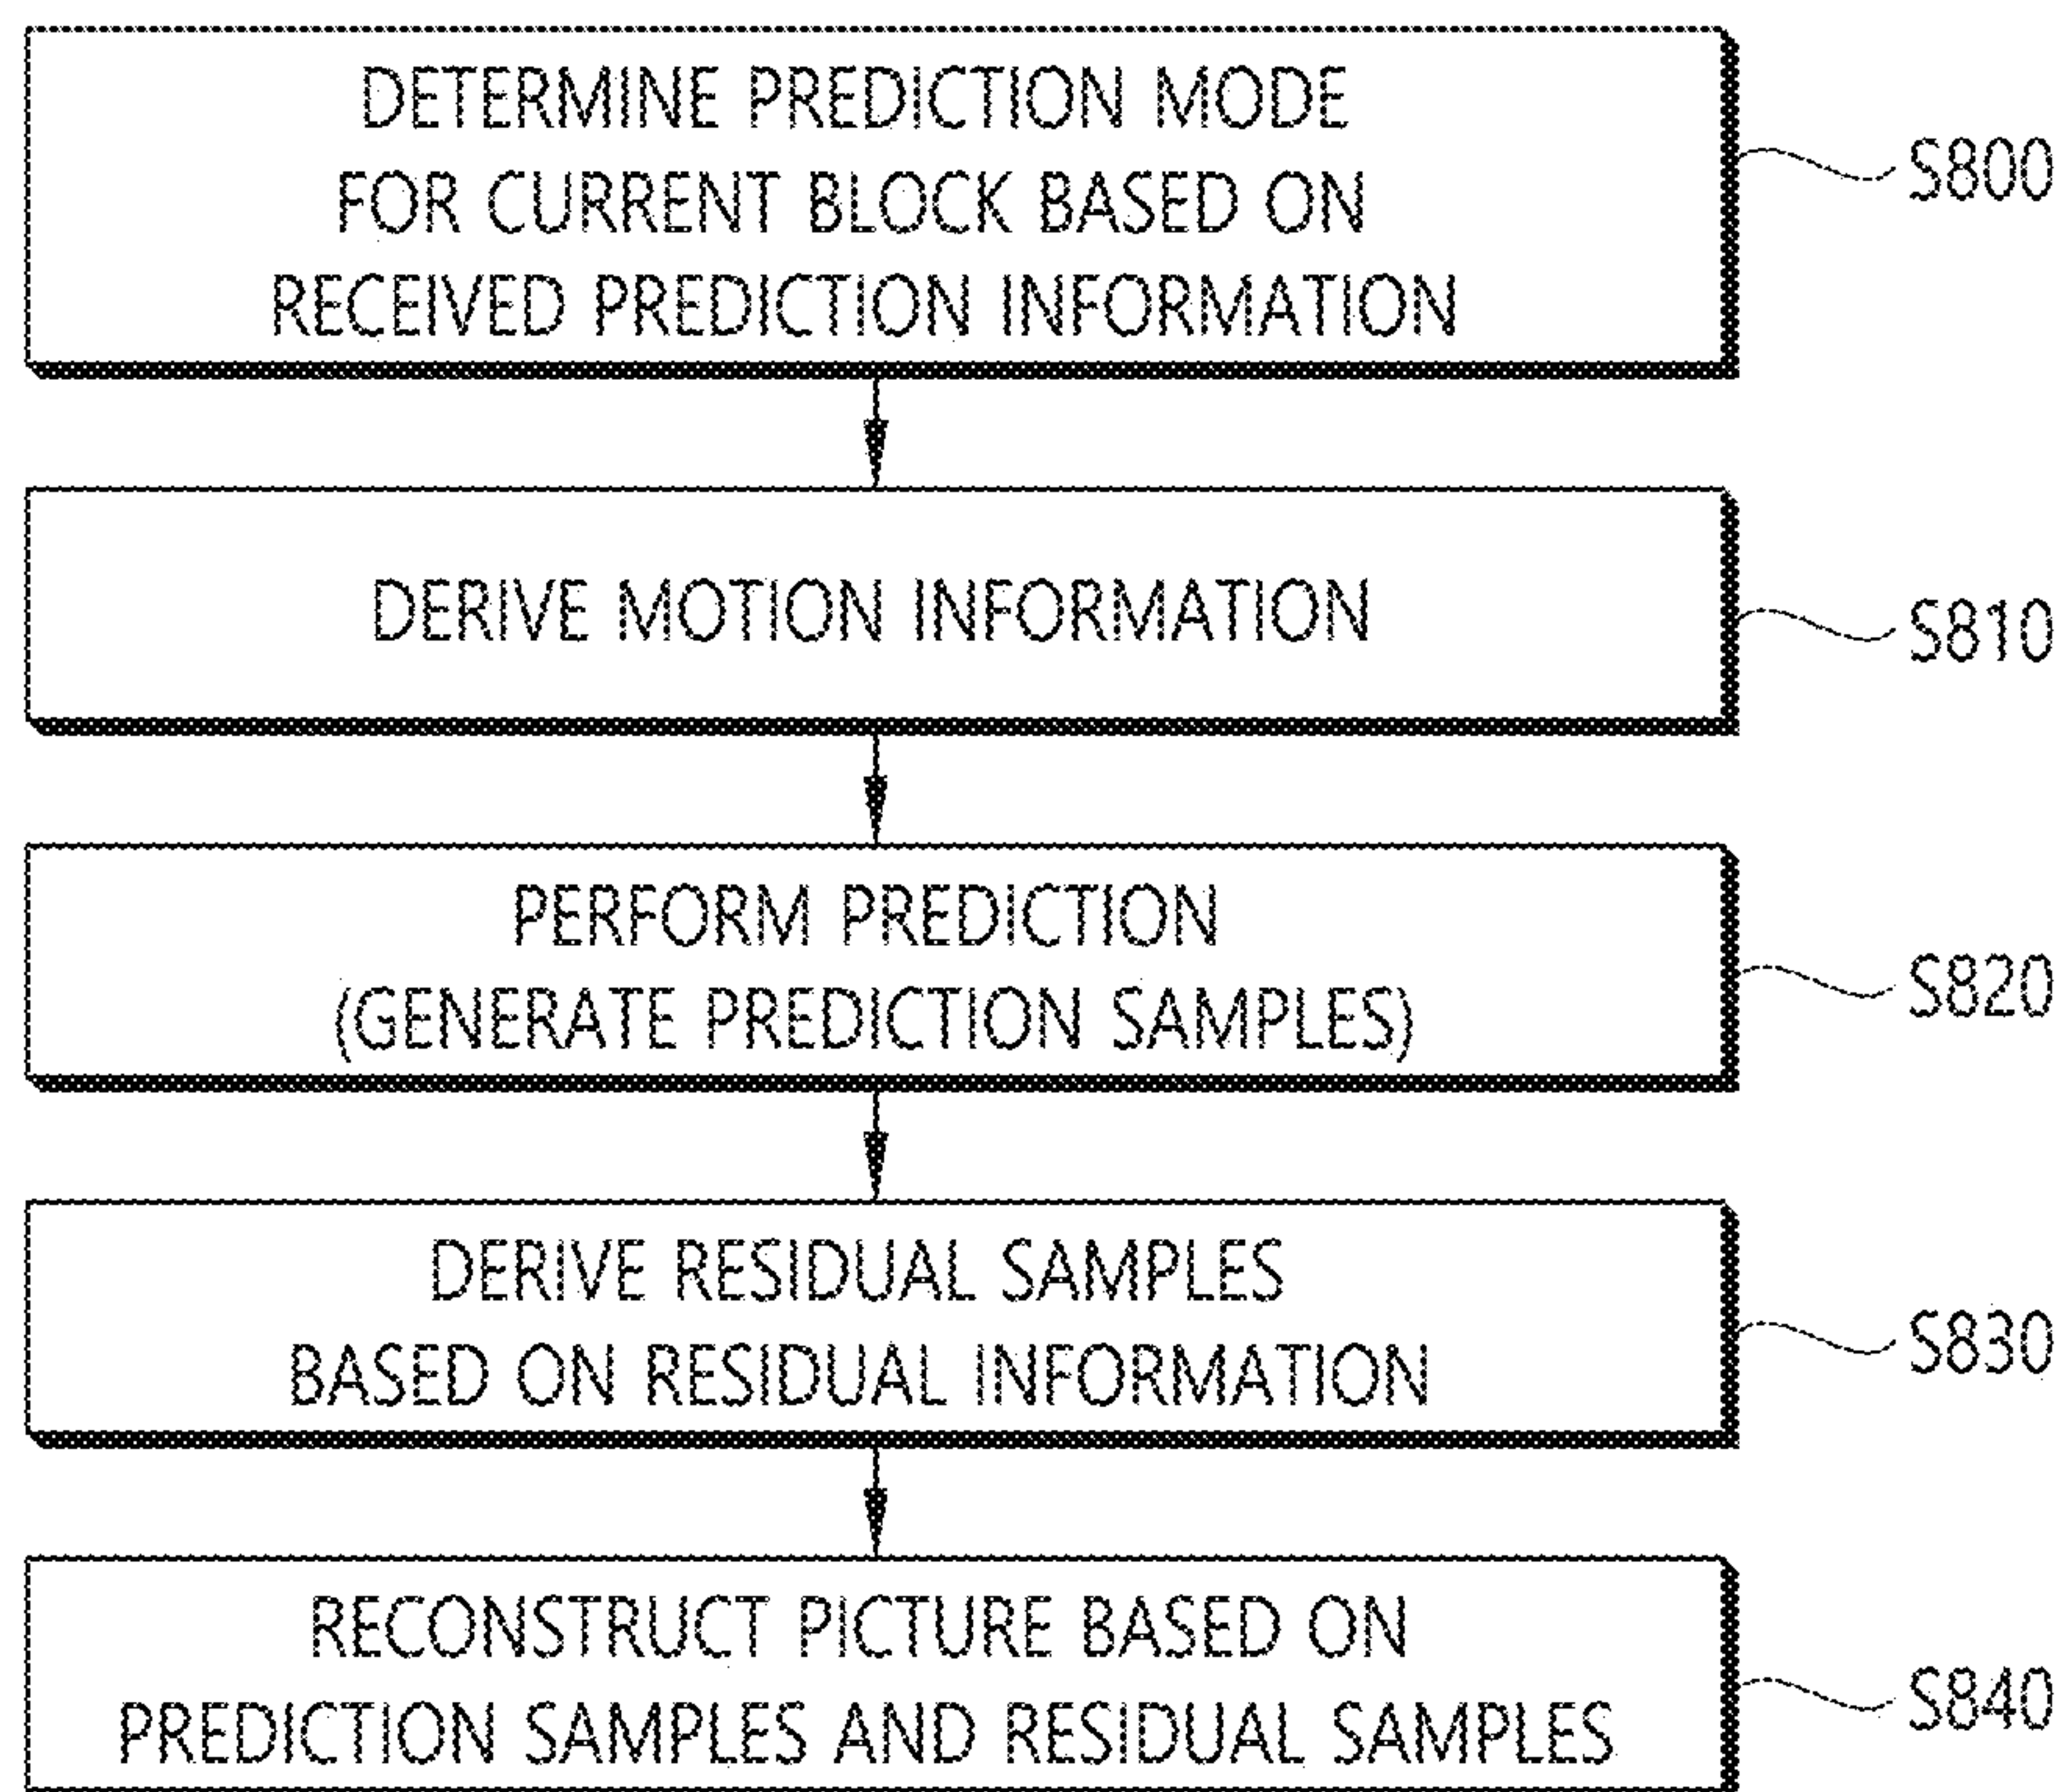 DETERMINE PREDICTION MODE
FOR CURRENT BLOCK BASED ON
RECEIVED PREDICTION INFORMATION
S800
DERIVE MOTION INFORMATION
S810
PERFORM PREDICTION
(GENERATE PREDICTION SAMPLES)
S820
DERIVE RESIDUAL SAMPLES
BASED ON RESIDUAL INFORMATION
S830
RECONSTRUCT PICTURE BASED ON
PREDICTION SAMPLES AND RESIDUAL SAMPLES
S840